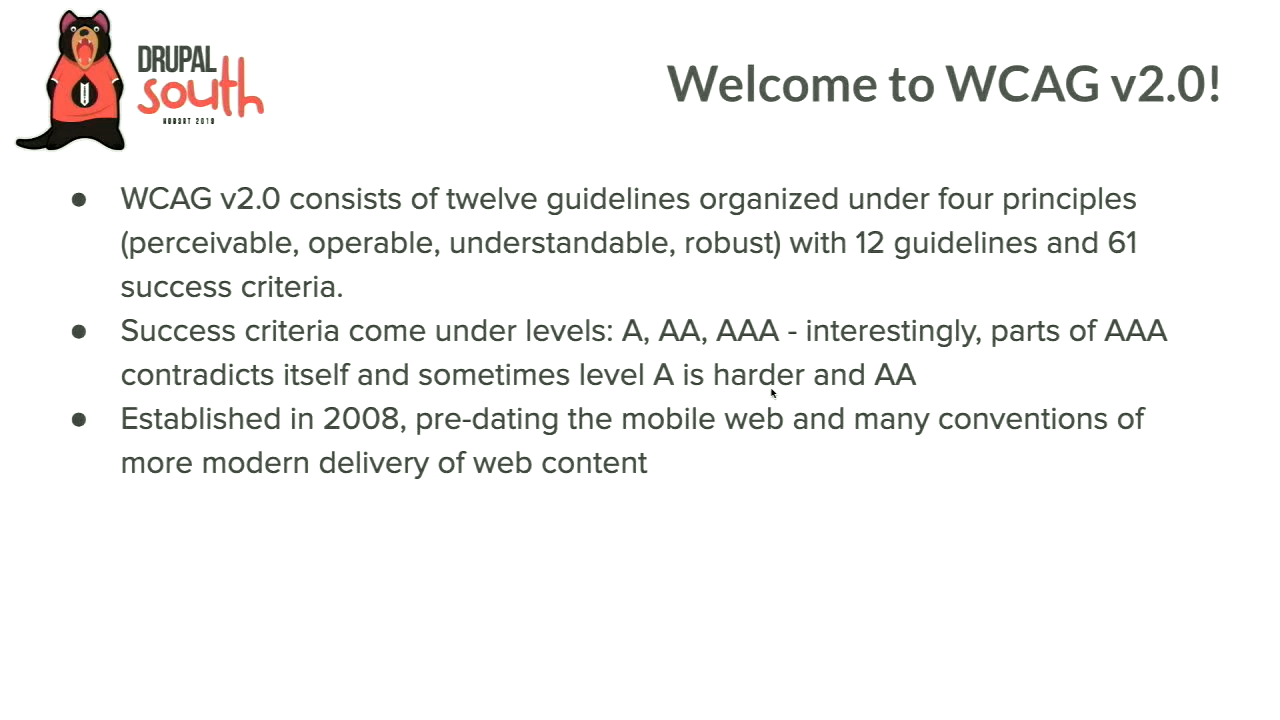 DRUPAL
south
Welcome to WCAG v2.0!
● WCAG v2.0 consists of twelve guidelines organized under four principles
(perceivable, operable, understandable, robust) with 12 guidelines and 61
success criteria.
● Success criteria come under levels: A, AA, AAA - interestingly, parts of AAA
contradicts itself and sometimes level A is harder and AA
● Established in 2008, pre-dating the mobile web and many conventions of
more modern delivery of web content